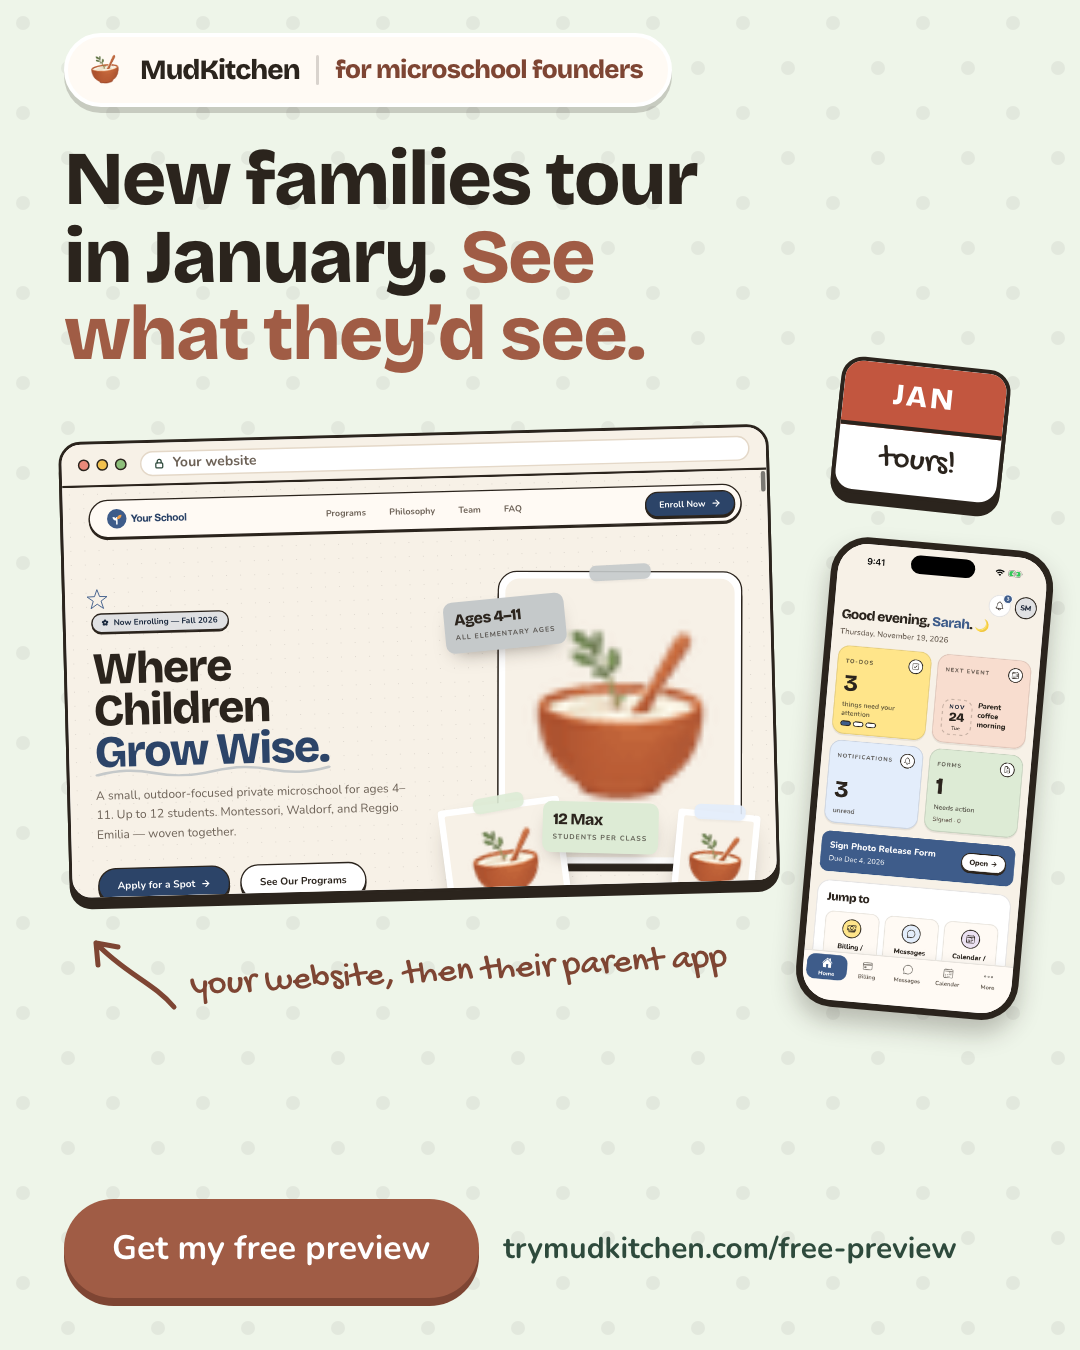 MudKitchen | for microschool founders
New families tour
in January. See
what they'd see.
JAN
tours!
Your website
Your School
Programs
Philosophy
Team
FAQ
Enroll Now →
Now Enrolling — Fall 2026
Where
Children
Grow Wise.
A small, outdoor-focused private microschool for ages 4–
11. Up to 12 students. Montessori, Waldorf, and Reggio
Emilia — woven together.
Apply for a Spot →
See Our Programs
Ages 4–11
ALL ELEMENTARY AGES
12 Max
STUDENTS PER CLASS
9:41
3
SM
Good evening, Sarah.
Thursday, November 19, 2026
TO-DOS
3
things need your
attention
NEXT EVENT
NOV
24
Tue
Parent
coffee
morning
NOTIFICATIONS
3
unread
FORMS
1
Needs action
Signed · 0
Sign Photo Release Form
Due Dec 4, 2026
Open →
Jump to
Billing /
Messages
Calendar /
Home
Billing
Messages
Calendar
More
your website, then their parent app
Get my free preview
trymudkitchen.com/free-preview